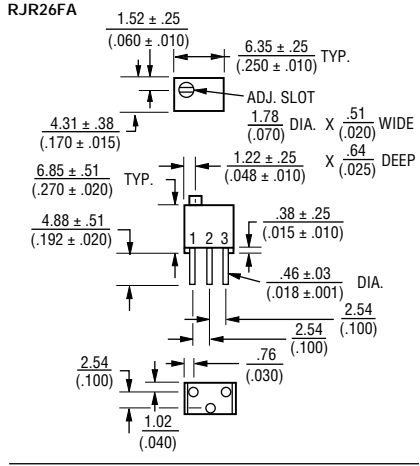 RJR26FA
1.52 ± .25
(.060 ± .010)
6.35 ± .25
(.250 ± .010)
TYP.
ADJ. SLOT
4.31 ± .38
(.170 ± .015)
1.78
(.070)
DIA. X
.51
(.020)
WIDE
X
.64
(.025)
DEEP
1.22 ± .25
(.048 ± .010)
6.85 ± .51
(.270 ± .020)
TYP.
4.88 ± .51
(.192 ± .020)
.38 ± .25
(.015 ± .010)
1 2 3
.46 ±.03
(.018 ±.001)
DIA.
2.54
(.100)
2.54
(.100)
2.54
(.100)
.76
(.030)
1.02
(.040)